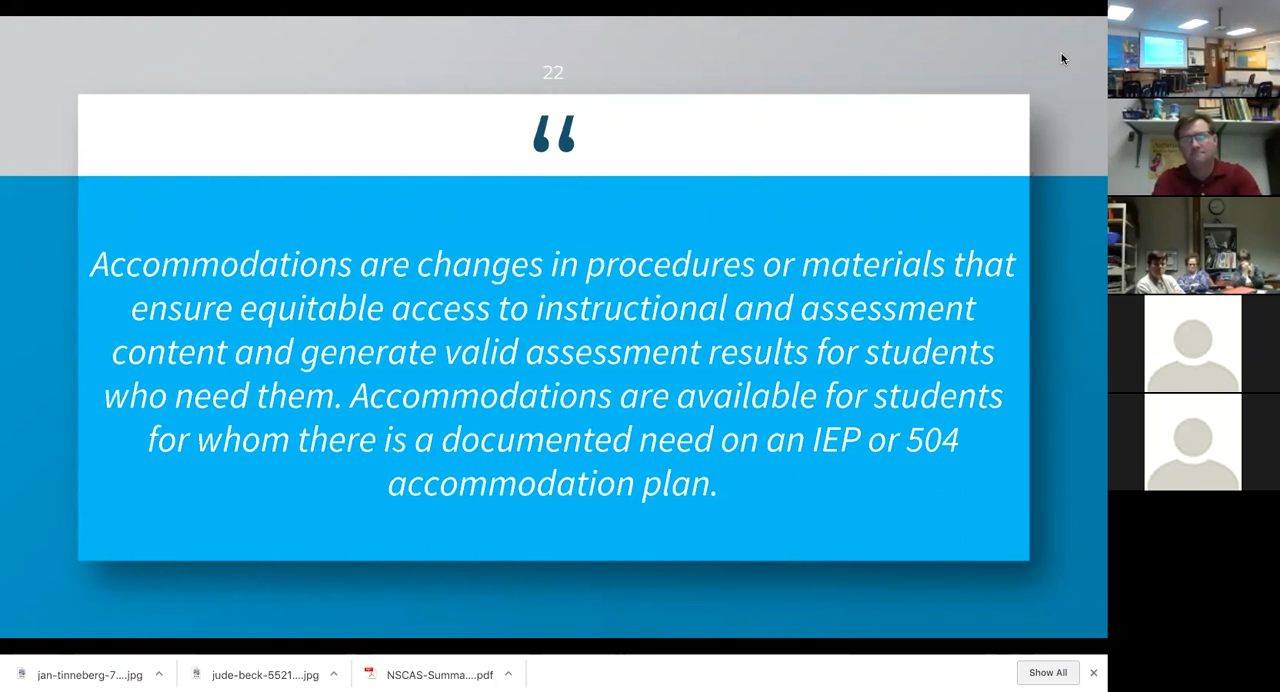 22
“
Accommodations are changes in procedures or materials that
ensure equitable access to instructional and assessment
content and generate valid assessment results for students
who need them. Accommodations are available for students
for whom there is a documented need on an IEP or 504
accommodation plan.
jan-tinneberg-7....jpg
jude-beck-5521....jpg
NSCAS-Summa....pdf
Show All